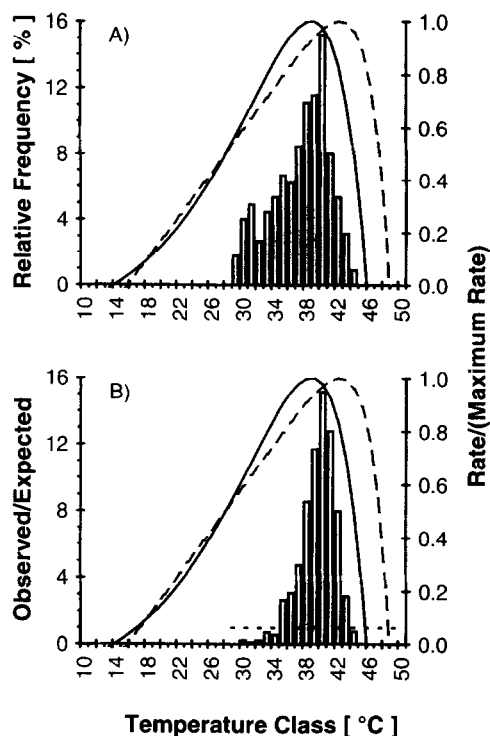 A)
Relative Frequency [ % ]
16
12
8
4
0
1.0
0.8
0.6
0.4
0.2
0.0
10 14 18 22 26 30 34 38 42 46 50
Rate/(Maximum Rate)
B)
Observed/Expected
16
12
8
4
0
1.0
0.8
0.6
0.4
0.2
0.0
10 14 18 22 26 30 34 38 42 46 50
Temperature Class [ °C ]